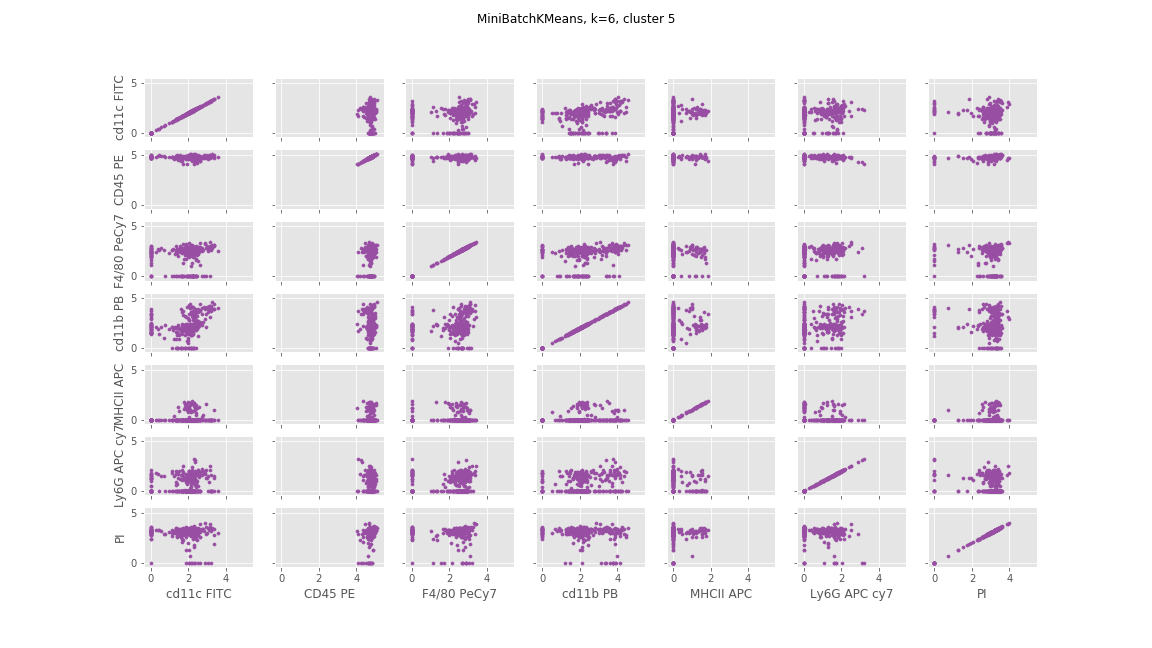 MiniBatchKMeans, k=6, cluster 5
cd11c FITC
5
0
CD45 PE
5
0
F4/80 PeCy7
5
0
cd11b PB
5
0
MHCII APC
5
0
Ly6G APC cy7
5
0
PI
5
0
0 2 4 0 2 4 0 2 4 0 2 4 0 2 4 0 2 4 0 2 4
cd11c FITC CD45 PE F4/80 PeCy7 cd11b PB MHCII APC Ly6G APC cy7 PI